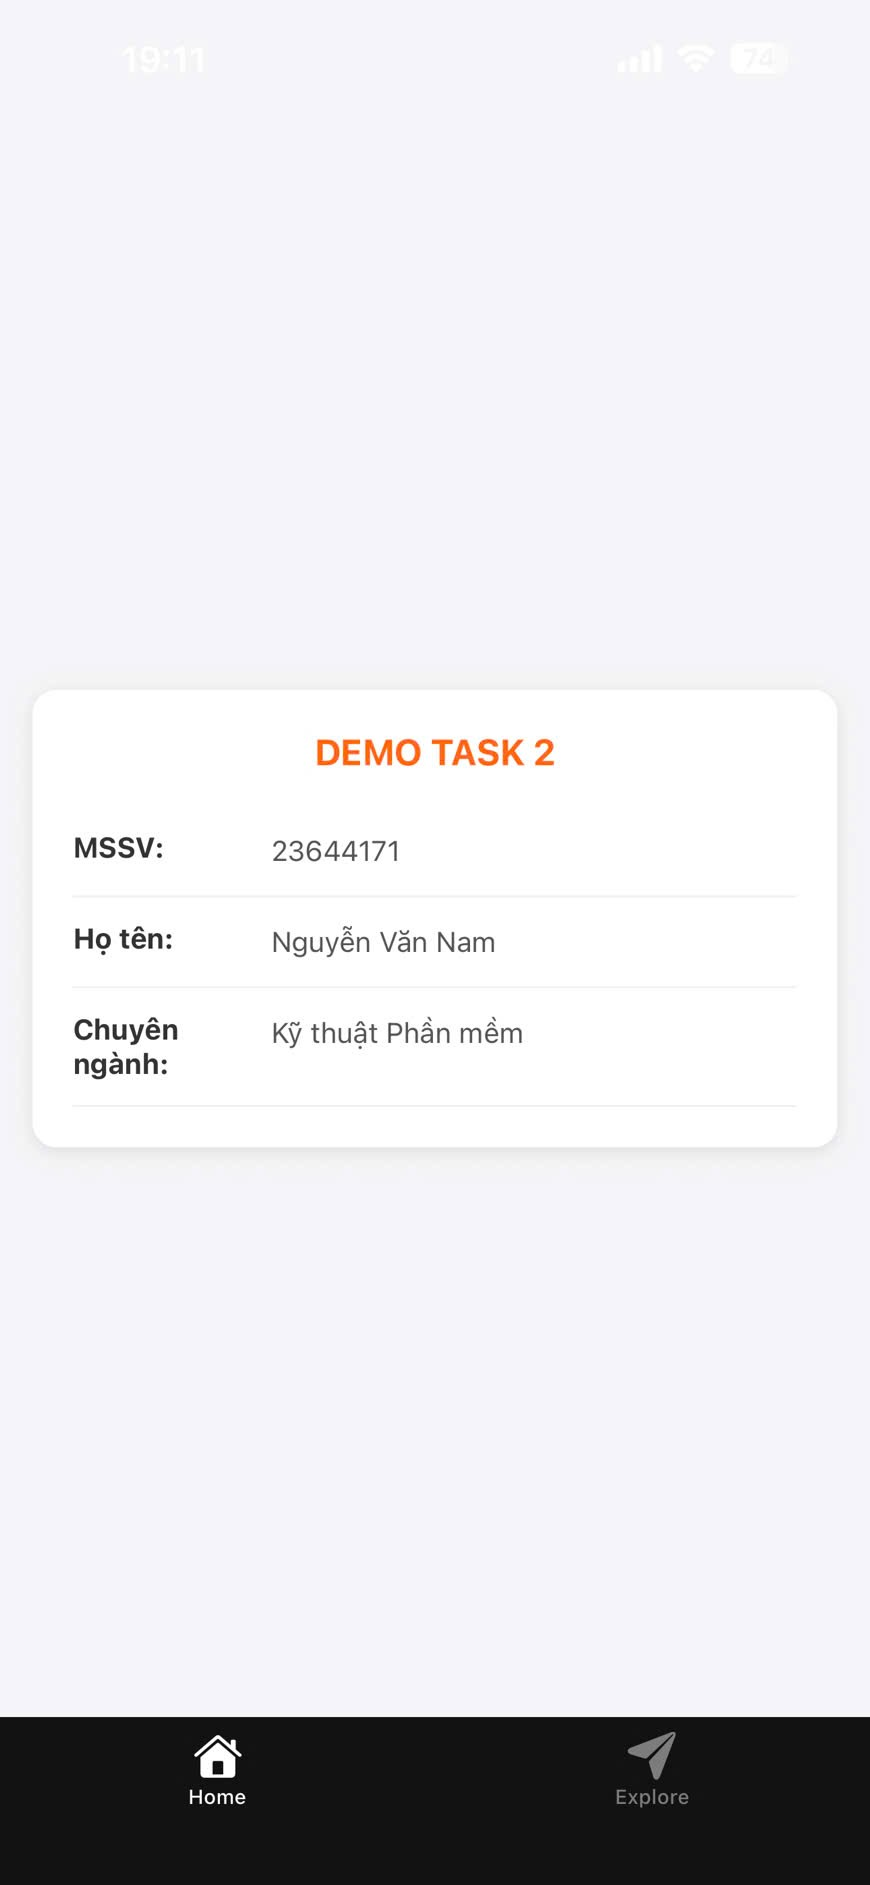 19:11
74
DEMO TASK 2
MSSV:
23644171
Họ tên:
Nguyễn Văn Nam
Chuyên
ngành:
Kỹ thuật Phần mềm
Home
Explore